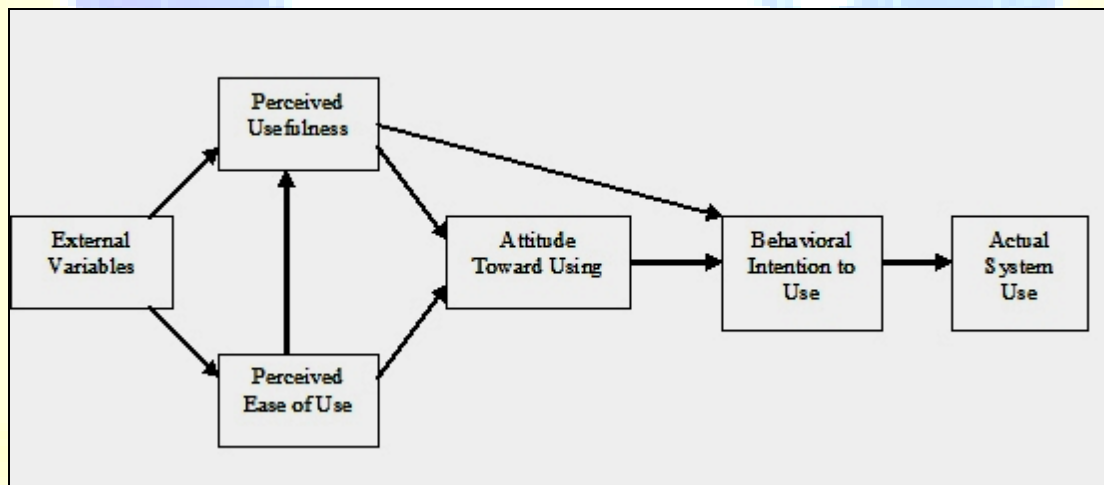 Perceived
Usefulness
External
Variables
Attitude
Toward Using
Behavioral
Intention to
Use
Actual
System
Use
Perceived
Ease of Use